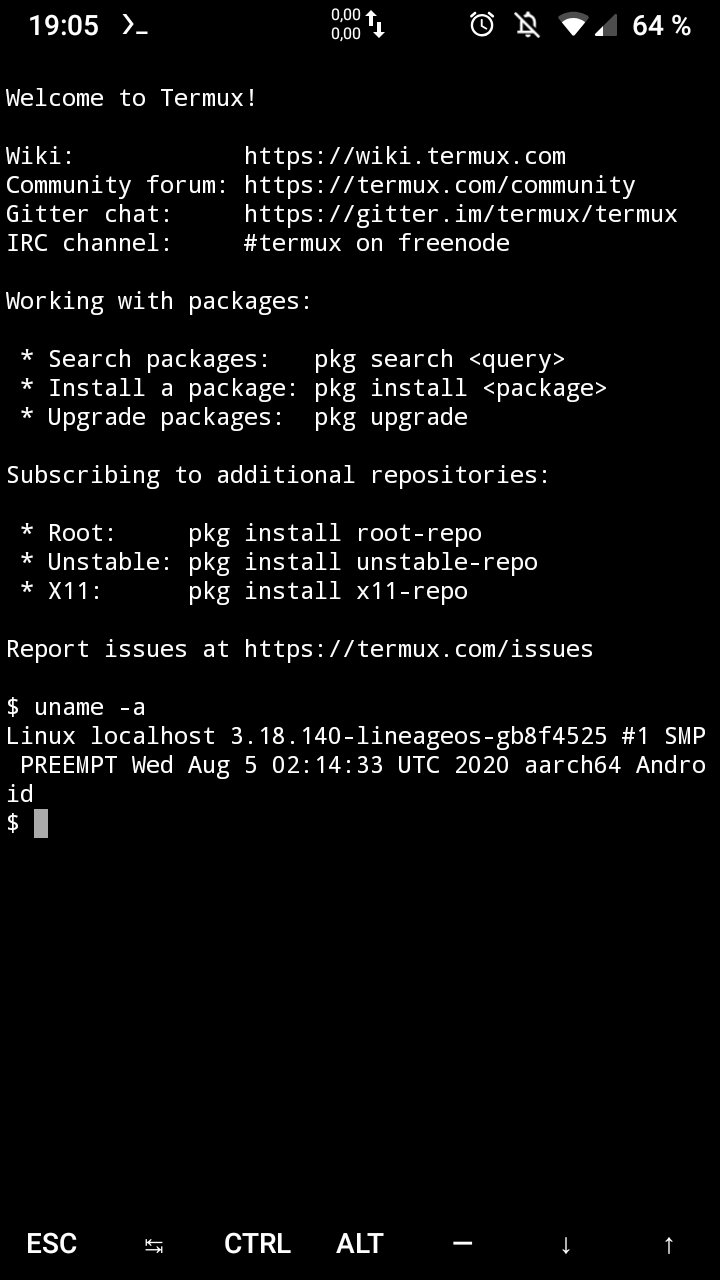 19:05 0,00 64 %
0,00
Welcome to Termux!
Wiki:            https://wiki.termux.com
Community forum: https://termux.com/community
Gitter chat:     https://gitter.im/termux/termux
IRC channel:     #termux on freenode
Working with packages:
 * Search packages:   pkg search <query>
 * Install a package: pkg install <package>
 * Upgrade packages:  pkg upgrade
Subscribing to additional repositories:
 * Root:     pkg install root-repo
 * Unstable: pkg install unstable-repo
 * X11:      pkg install x11-repo
Report issues at https://termux.com/issues
$ uname -a
Linux localhost 3.18.140-lineageos-gb8f4525 #1 SMP
 PREEMPT Wed Aug 5 02:14:33 UTC 2020 aarch64 Andro
id
$
ESC ↹ CTRL ALT — ↓ ↑